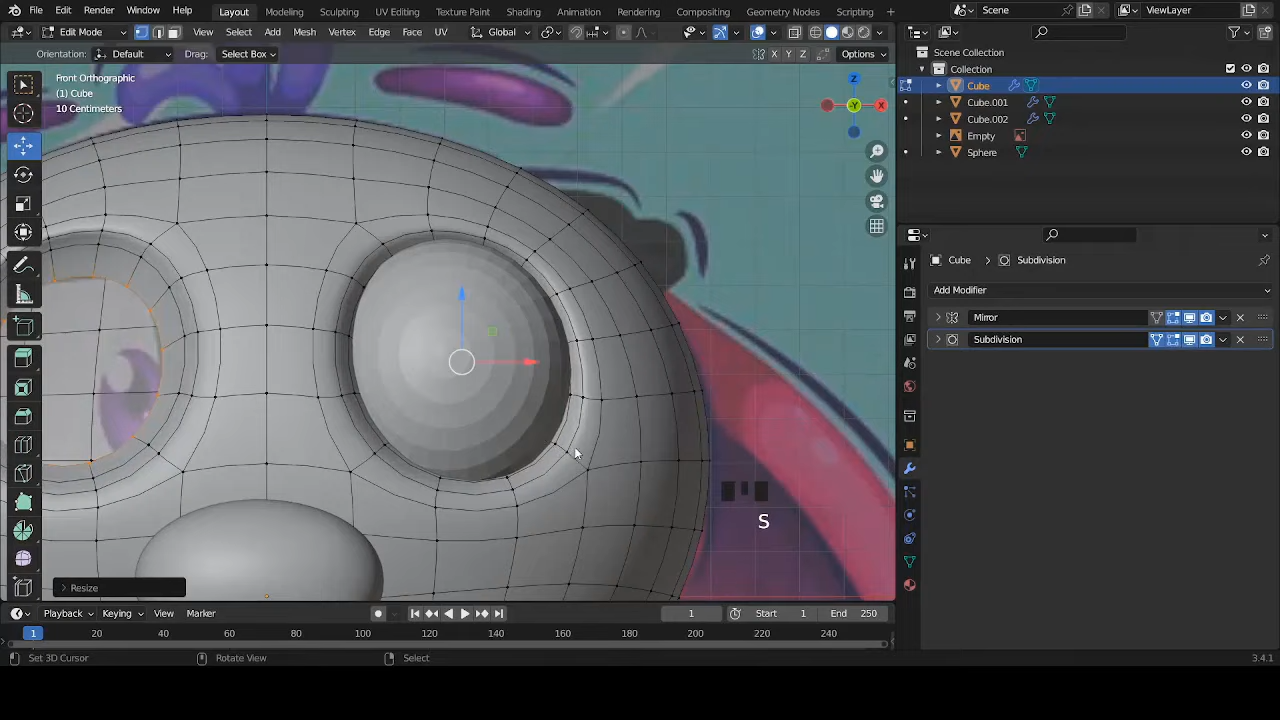 File Edit Render Window Help Layout Modeling Sculpting UV Editing Texture Paint Shading Animation Rendering Compositing Scripting + Scene ViewLayer
Edit Mode View Select Add Mesh Vertex Edge Face UV Global
Orientation: Default Drag: Select Box X Y Z Options
Front Orthographic
(1) Cube
10 Centimeters
Z
Y
X
S
Resize
Scene Collection
Collection
Cube
Cube.001
Cube.002
Empty
Sphere
Cube > Subdivision
Add Modifier
Mirror
Subdivision
Playback Keying View Marker 1 Start 1 End 250
1 20 40 60 80 100 120 140 160 180 200 220 240
Set 3D Cursor Rotate View Select 3.4.1